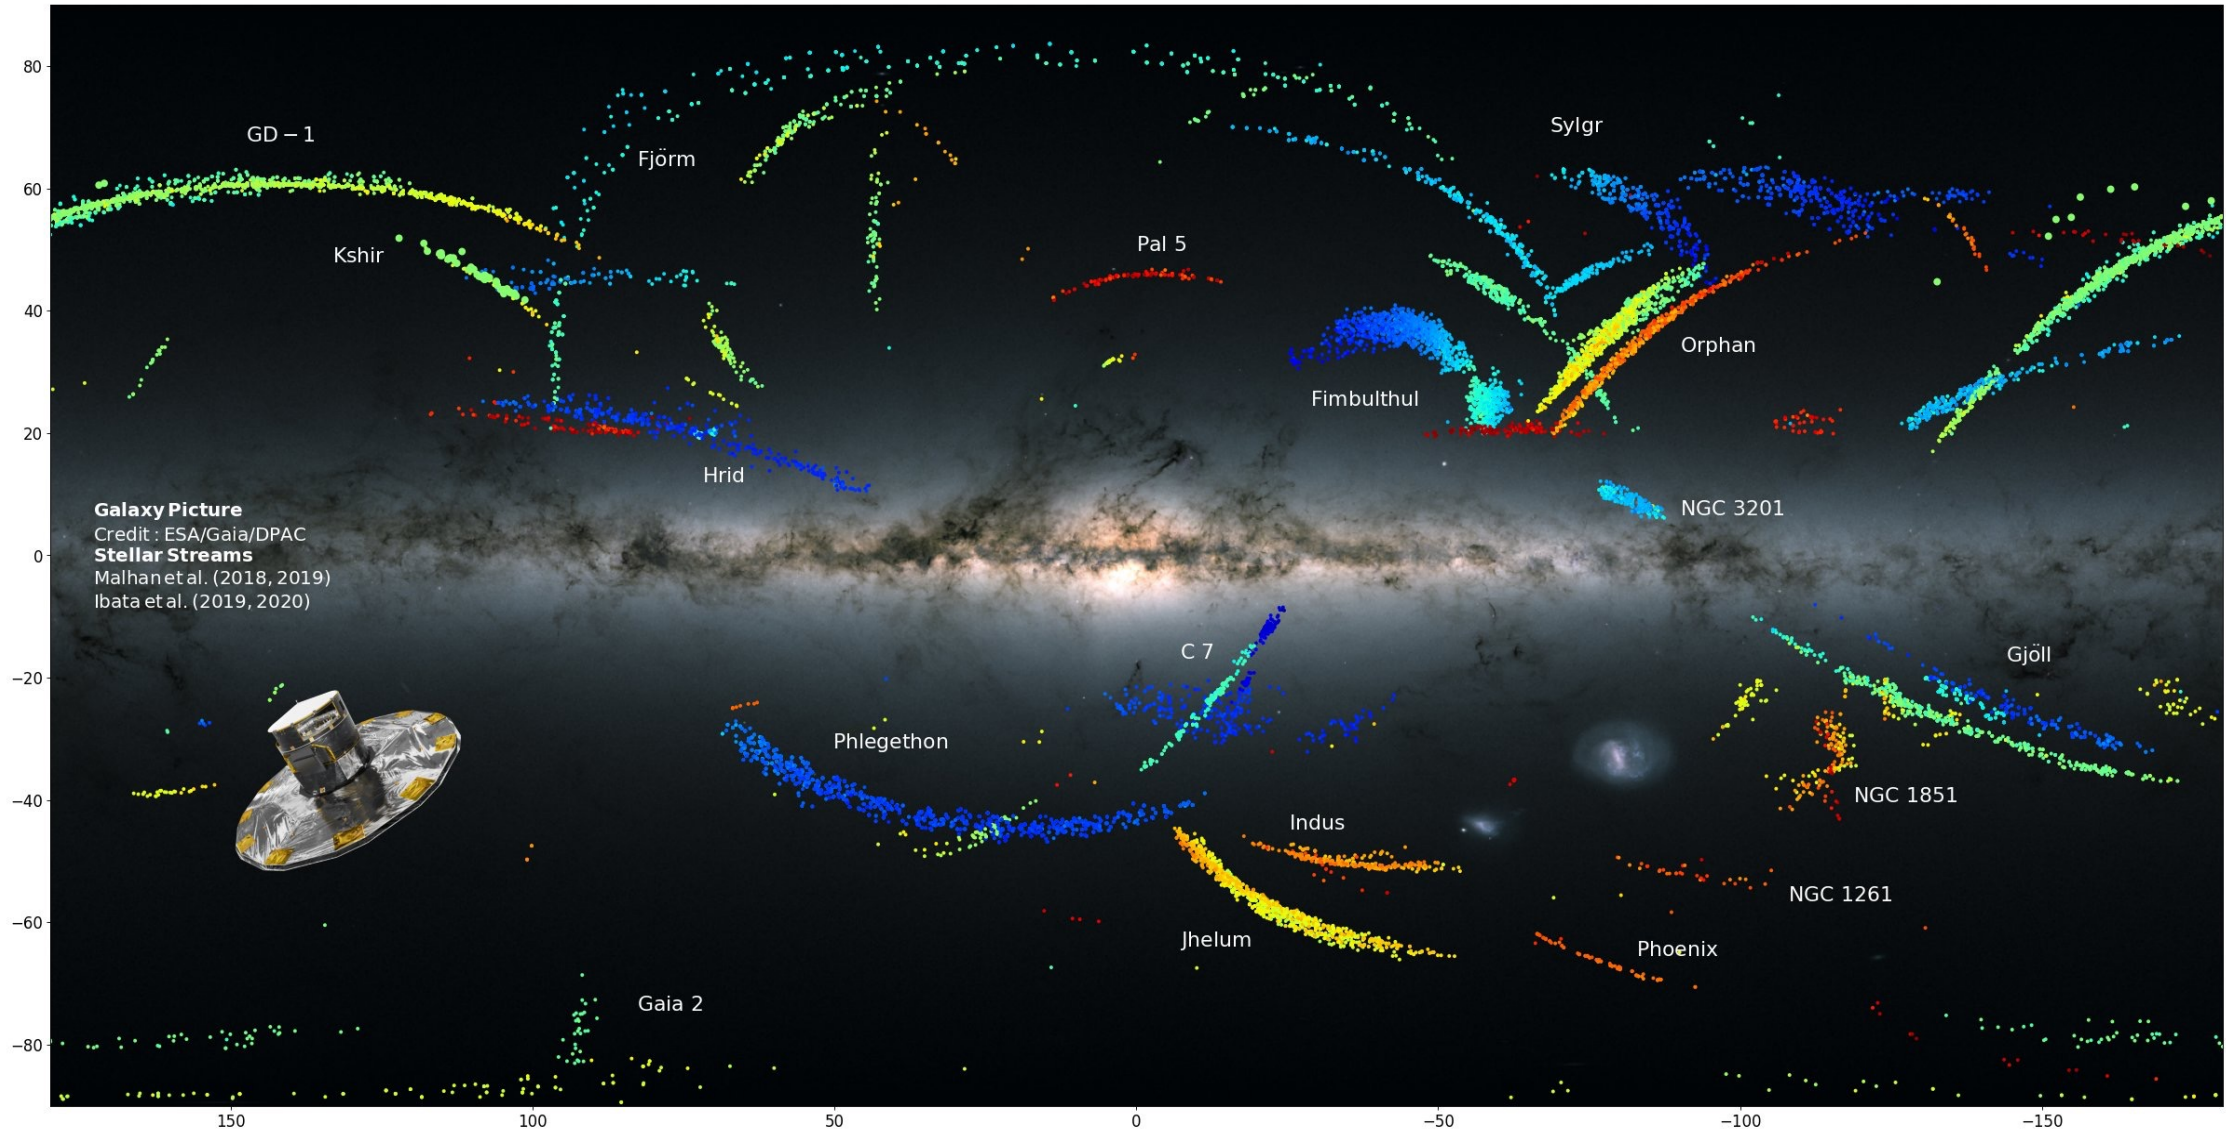 80
60
40
20
0
−20
−40
−60
−80
150
100
50
0
−50
−100
−150
GD − 1
Fjörm
Sylgr
Kshir
Pal 5
Orphan
Fimbulthul
Hrid
NGC 3201
Galaxy Picture
Credit : ESA/Gaia/DPAC
Stellar Streams
Malhan et al. (2018, 2019)
Ibata et al. (2019, 2020)
C 7
Gjöll
Phlegethon
NGC 1851
Indus
NGC 1261
Jhelum
Phoenix
Gaia 2